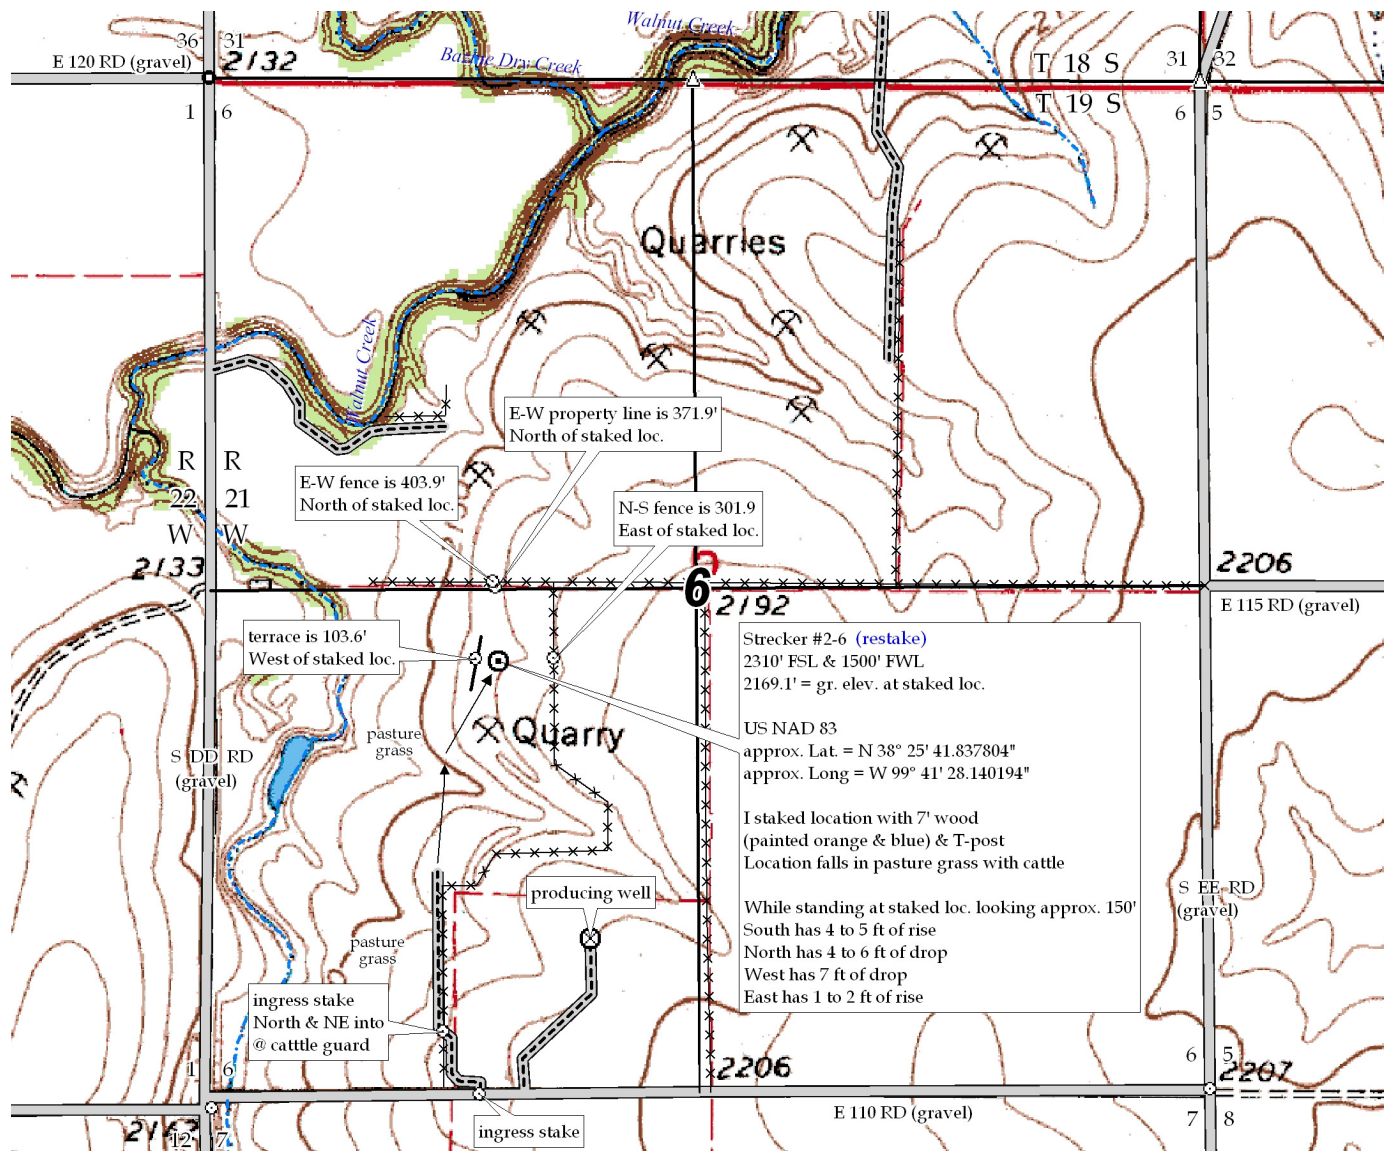 Walnut Creek
36 31
E 120 RD (gravel)
2132
Bazine Dry Creek
T 18 S
31 32
1 6
T 19 S
6 5
Quarries
Walnut Creek
E-W property line is 371.9'
North of staked loc.
R R
22 21
W W
E-W fence is 403.9'
North of staked loc.
N-S fence is 301.9
East of staked loc.
2133
2206
6
2192
E 115 RD (gravel)
terrace is 103.6'
West of staked loc.
Strecker #2-6 (restake)
2310' FSL & 1500' FWL
2169.1' = gr. elev. at staked loc.
US NAD 83
approx. Lat. = N 38° 25' 41.837804"
approx. Long = W 99° 41' 28.140194"
I staked location with 7' wood
(painted orange & blue) & T-post
Location falls in pasture grass with cattle
While standing at staked loc. looking approx. 150'
South has 4 to 5 ft of rise
North has 4 to 6 ft of drop
West has 7 ft of drop
East has 1 to 2 ft of rise
pasture
grass
Quarry
S DD RD
(gravel)
producing well
S EE RD
(gravel)
pasture
grass
ingress stake
North & NE into
@ catttle guard
1 6
2206
6 5
2207
E 110 RD (gravel)
7 8
ingress stake
12 7